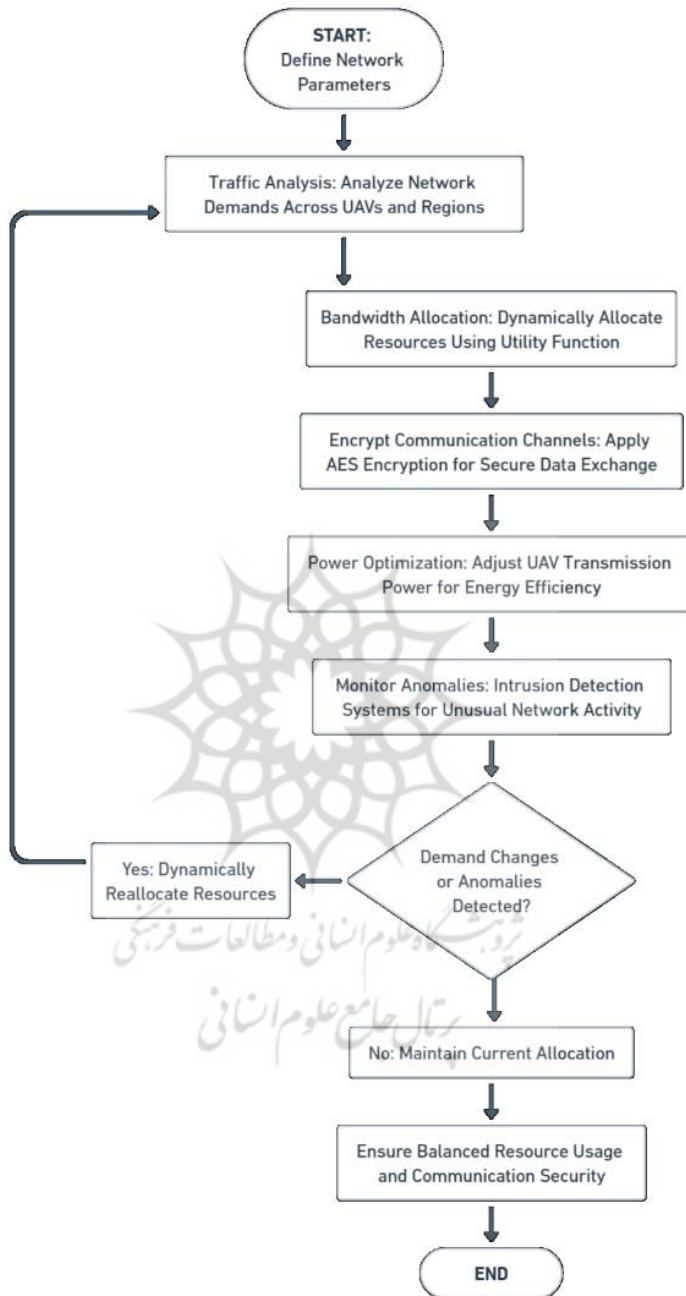 START:
Define Network
Parameters
Traffic Analysis: Analyze Network
Demands Across UAVs and Regions
Bandwidth Allocation: Dynamically Allocate
Resources Using Utility Function
Encrypt Communication Channels: Apply
AES Encryption for Secure Data Exchange
Power Optimization: Adjust UAV Transmission
Power for Energy Efficiency
Monitor Anomalies: Intrusion Detection
Systems for Unusual Network Activity
Demand Changes
or Anomalies
Detected?
Yes: Dynamically
Reallocate Resources
پژوهشگاه علوم انسانی و مطالعات فرهنگی
پرتال جامع علوم انسانی
No: Maintain Current Allocation
Ensure Balanced Resource Usage
and Communication Security
END